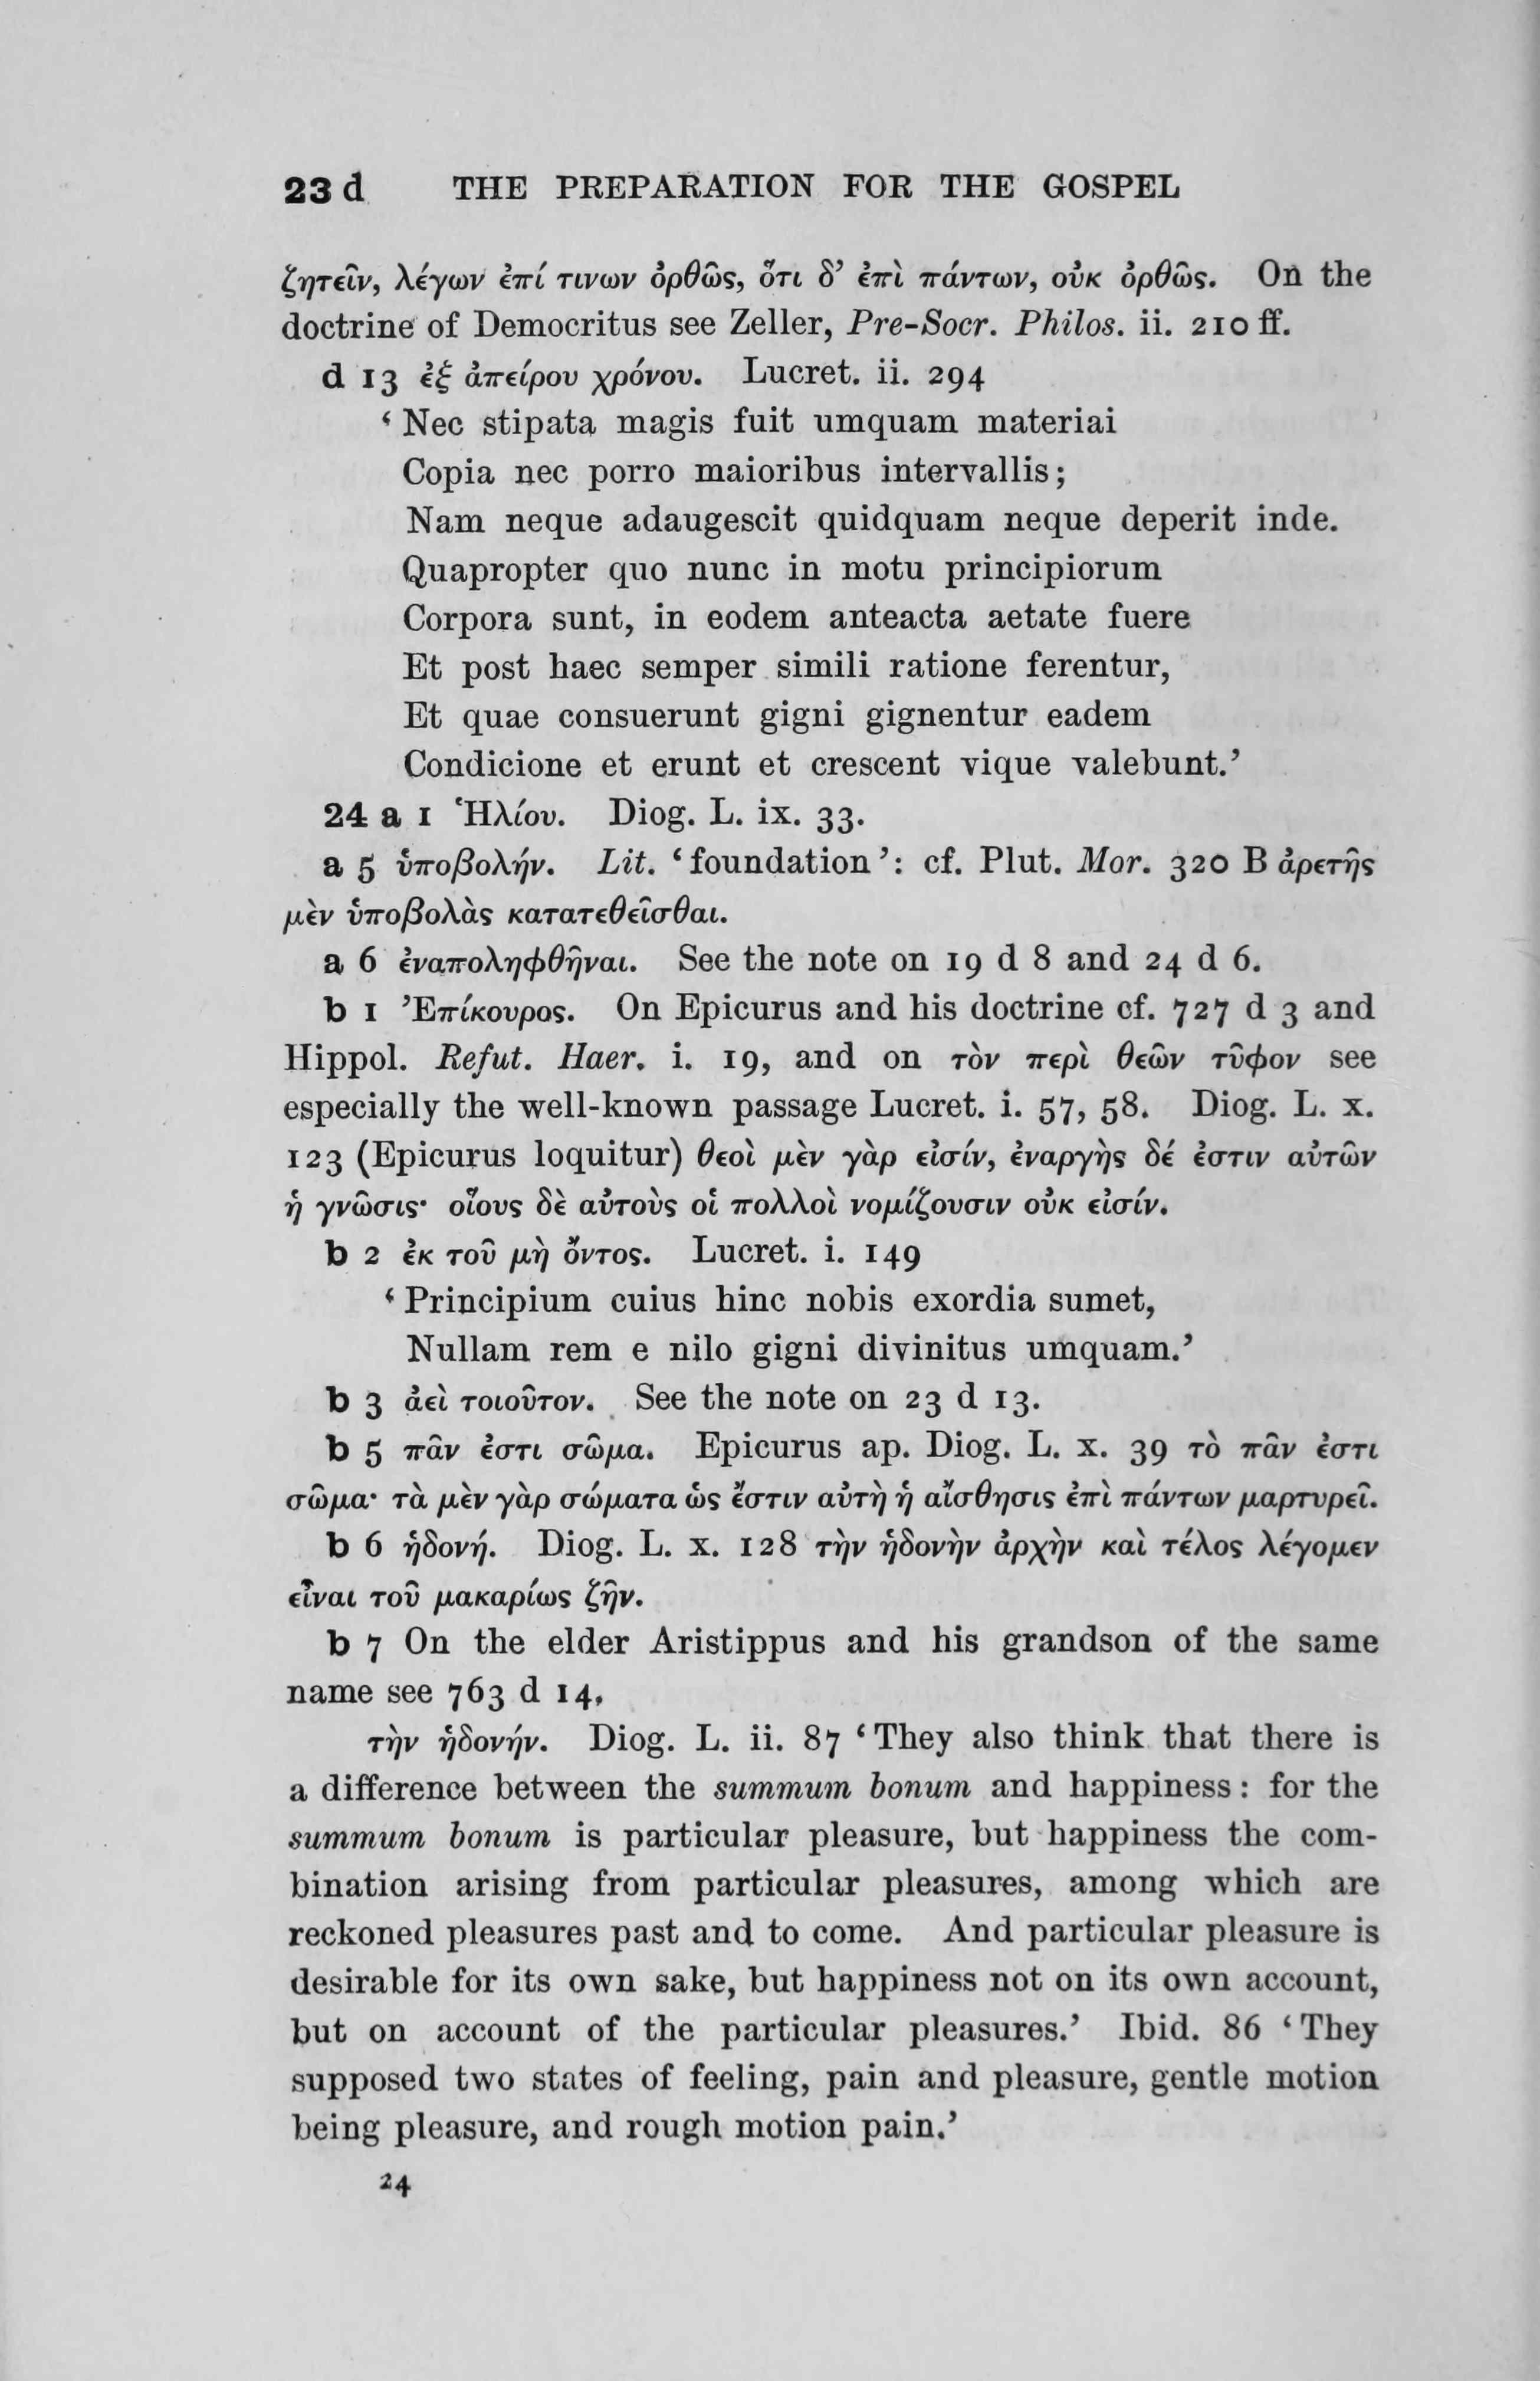 23 d THE PREPARATION FOR THE GOSPEL
ζητεῖν, λέγων ἐπί τινων ὀρθῶς, ὅτι δ’ ἐπὶ πάντων, οὐκ ὀρθῶς. On the
doctrine of Democritus see Zeller, Pre-Socr. Philos. ii. 210 ff.
d 13 ἐξ ἀπείρου χρόνου. Lucret. ii. 294
‘ Nec stipata magis fuit umquam materiai
Copia nec porro maioribus intervallis;
Nam neque adaugescit quidquam neque deperit inde.
Quapropter quo nunc in motu principiorum
Corpora sunt, in eodem anteacta aetate fuere
Et post haec semper simili ratione ferentur,
Et quae consuerunt gigni gignentur eadem
Condicione et erunt et crescent vique valebunt.’
24 a 1 Ἡλίου. Diog. L. ix. 33.
a 5 ὑποβολήν. Lit. ‘foundation’: cf. Plut. Mor. 320 B ἀρετῆς
μὲν ὑποβολὰς κατατεθεῖσθαι.
a 6 ἐναποληφθῆναι. See the note on 19 d 8 and 24 d 6.
b 1 Ἐπίκουρος. On Epicurus and his doctrine cf. 727 d 3 and
Hippol. Refut. Haer. i. 19, and on τὸν περὶ θεῶν τῦφον see
especially the well-known passage Lucret. i. 57, 58. Diog. L. x.
123 (Epicurus loquitur) θεοὶ μὲν γὰρ εἰσίν, ἐναργὴς δέ ἐστιν αὐτῶν
ἡ γνῶσις· οἵους δὲ αὐτοὺς οἱ πολλοὶ νομίζουσιν οὐκ εἰσίν.
b 2 ἐκ τοῦ μὴ ὄντος. Lucret. i. 149
‘ Principium cuius hinc nobis exordia sumet,
Nullam rem e nilo gigni divinitus umquam.’
b 3 ἀεὶ τοιοῦτον. See the note on 23 d 13.
b 5 πᾶν ἐστι σῶμα. Epicurus ap. Diog. L. x. 39 τὸ πᾶν ἐστι
σῶμα· τὰ μὲν γὰρ σώματα ὡς ἔστιν αὐτὴ ἡ αἴσθησις ἐπὶ πάντων μαρτυρεῖ.
b 6 ἡδονή. Diog. L. x. 128 τὴν ἡδονὴν ἀρχὴν καὶ τέλος λέγομεν
εἶναι τοῦ μακαρίως ζῆν.
b 7 On the elder Aristippus and his grandson of the same
name see 763 d 14.
τὴν ἡδονήν. Diog. L. ii. 87 ‘They also think that there is
a difference between the summum bonum and happiness: for the
summum bonum is particular pleasure, but happiness the com-
bination arising from particular pleasures, among which are
reckoned pleasures past and to come. And particular pleasure is
desirable for its own sake, but happiness not on its own account,
but on account of the particular pleasures.’ Ibid. 86 ‘They
supposed two states of feeling, pain and pleasure, gentle motion
being pleasure, and rough motion pain.’
24